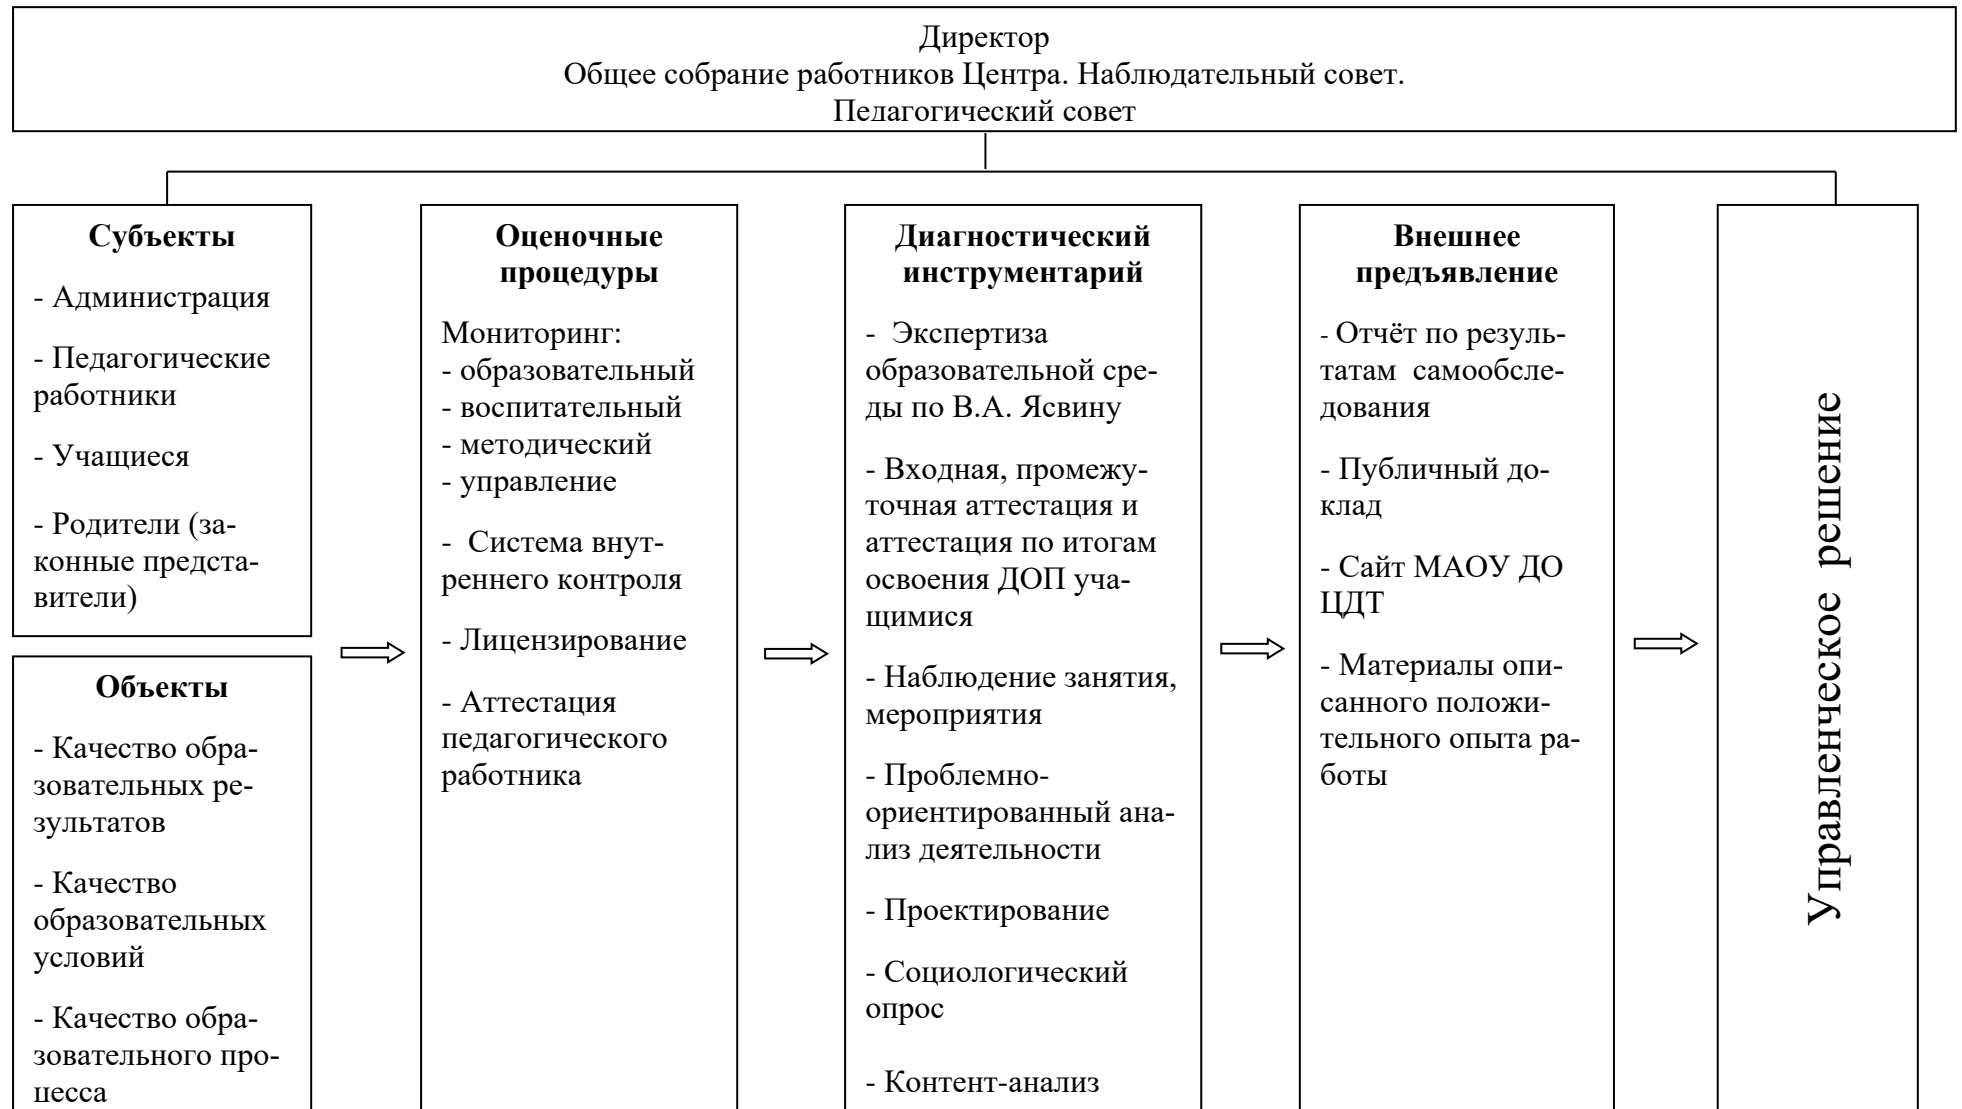 Директор
Общее собрание работников Центра. Наблюдательный совет.
Педагогический совет
Субъекты
- Администрация
- Педагогические
работники
- Учащиеся
- Родители (за-
конные предста-
вители)
Объекты
- Качество обра-
зовательных ре-
зультатов
- Качество
образовательных
условий
- Качество обра-
зовательного про-
цесса
Оценочные
процедуры
Мониторинг:
- образовательный
- воспитательный
- методический
- управление
- Система внут-
реннего контроля
- Лицензирование
- Аттестация
педагогического
работника
Диагностический
инструментарий
- Экспертиза
образовательной сре-
ды по В.А. Ясвину
- Входная, промежу-
точная аттестация и
аттестация по итогам
освоения ДОП уча-
щимися
- Наблюдение занятия,
мероприятия
- Проблемно-
ориентированный ана-
лиз деятельности
- Проектирование
- Социологический
опрос
- Контент-анализ
Внешнее
предъявление
- Отчёт по резуль-
татам самообсле-
дования
- Публичный до-
клад
- Сайт МАОУ ДО
ЦДТ
- Материалы опи-
санного положи-
тельного опыта ра-
боты
Управленческое решение